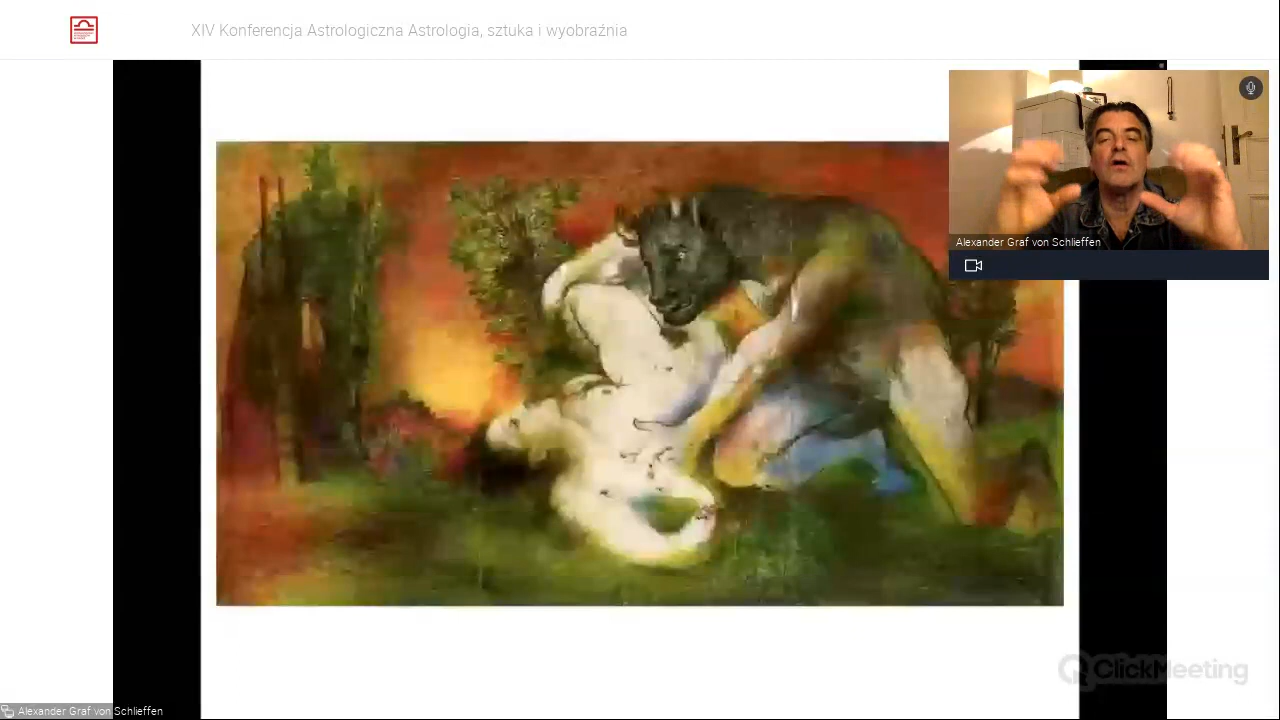 XIV Konferencja Astrologiczna Astrologia, sztuka i wyobraźnia
Alexander Graf von Schlieffen
ClickMeeting
Alexander Graf von Schlieffen